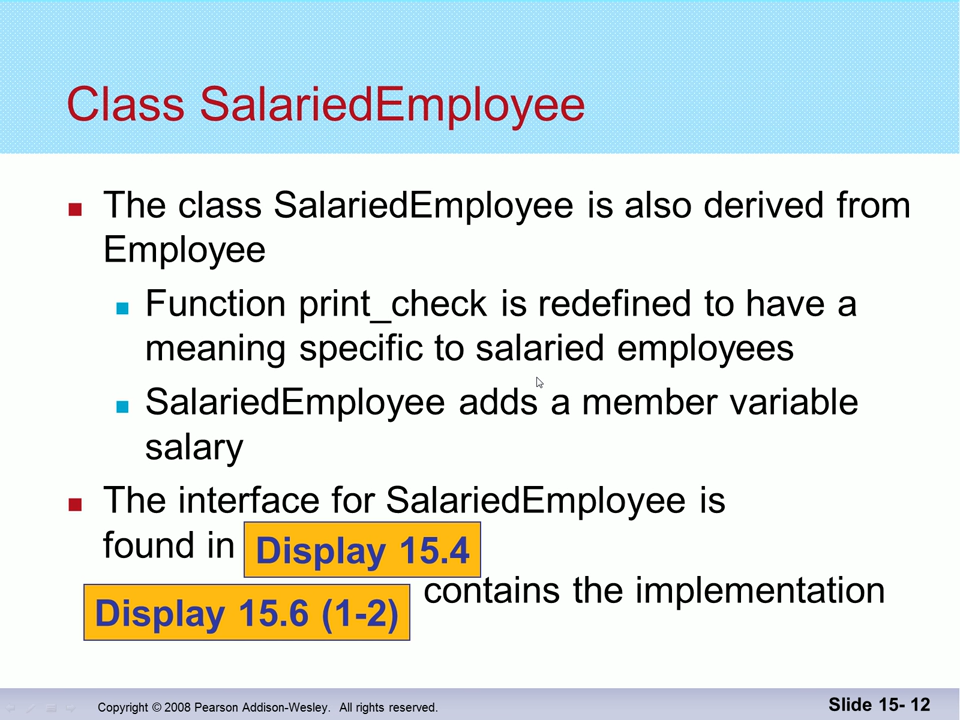 Class SalariedEmployee
The class SalariedEmployee is also derived from
Employee
Function print_check is redefined to have a
meaning specific to salaried employees
SalariedEmployee adds a member variable
salary
The interface for SalariedEmployee is
found in Display 15.4
Display 15.6 (1-2) contains the implementation
Copyright © 2008 Pearson Addison-Wesley. All rights reserved.
Slide 15- 12